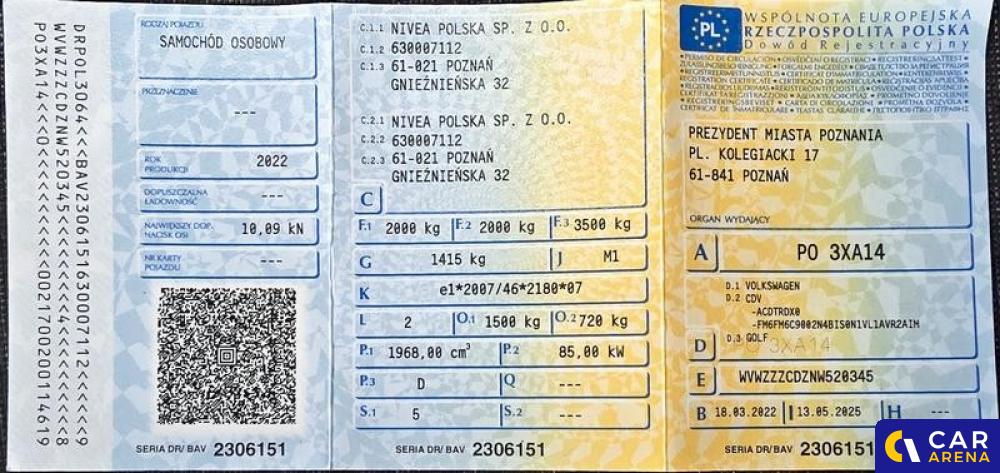 DRPOL3064<<<BAV2306151630007112<<<<<9
WVWZZZCDZNW520345<<<<<<<<4<<<<<<<<<<8
PO3XA14<<<0<<<<<<<<<<0021700200114619
RODZAJ POJAZDU
SAMOCHÓD OSOBOWY
PRZEZNACZENIE
---
ROK PRODUKCJI 2022
DOPUSZCZALNA ŁADOWNOŚĆ ---
NAJWIĘKSZY DOP. NACISK OSI 10,09 kN
NR KARTY POJAZDU ---
SERIA DR/ BAV 2306151
C.1.1 NIVEA POLSKA SP. Z O.O.
C.1.2 630007112
C.1.3 61-021 POZNAŃ
GNIEŹNIEŃSKA 32
C.2.1 NIVEA POLSKA SP. Z O.O.
C.2.2 630007112
C.2.3 61-021 POZNAŃ
GNIEŹNIEŃSKA 32
C
F.1 2000 kg F.2 2000 kg F.3 3500 kg
G 1415 kg J M1
K e1*2007/46*2180*07
L 2 O.1 1500 kg O.2 720 kg
P.1 1968,00 cm³ P.2 85,00 kW
P.3 D Q ---
S.1 5 S.2 ---
SERIA DR/ BAV 2306151
PL
WSPÓLNOTA EUROPEJSKA
RZECZPOSPOLITA POLSKA
Dowód Rejestracyjny
PREZYDENT MIASTA POZNANIA
PL. KOLEGIACKI 17
61-841 POZNAŃ
ORGAN WYDAJĄCY
A PO 3XA14
D.1 VOLKSWAGEN
D.2 CDV
-ACDTRDX0
-FM6FM6C9002N4BIS0N1VL1AVR2AIM
D.3 GOLF
D PO 3XA14
E WVWZZZCDZNW520345
B 18.03.2022 I 13.05.2025 H ---
SERIA DR/ BAV 230615
CAR
ARENA